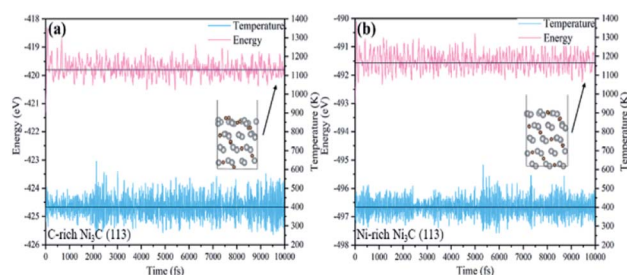 (a)
Temperature
Energy
-418
-419
-420
-421
-422
-423
-424
-425
-426
Energy (eV)
1400
1300
1200
1100
1000
900
800
700
600
500
400
300
200
Temperature (K)
C-rich Ni₃C (113)
0 1000 2000 3000 4000 5000 6000 7000 8000 9000 10000
Time (fs)
(b)
Temperature
Energy
-490
-491
-492
-493
-494
-495
-496
-497
-498
Energy (eV)
1400
1300
1200
1100
1000
900
800
700
600
500
400
300
200
Temperature (K)
Ni-rich Ni₃C (113)
0 1000 2000 3000 4000 5000 6000 7000 8000 9000 10000
Time (fs)